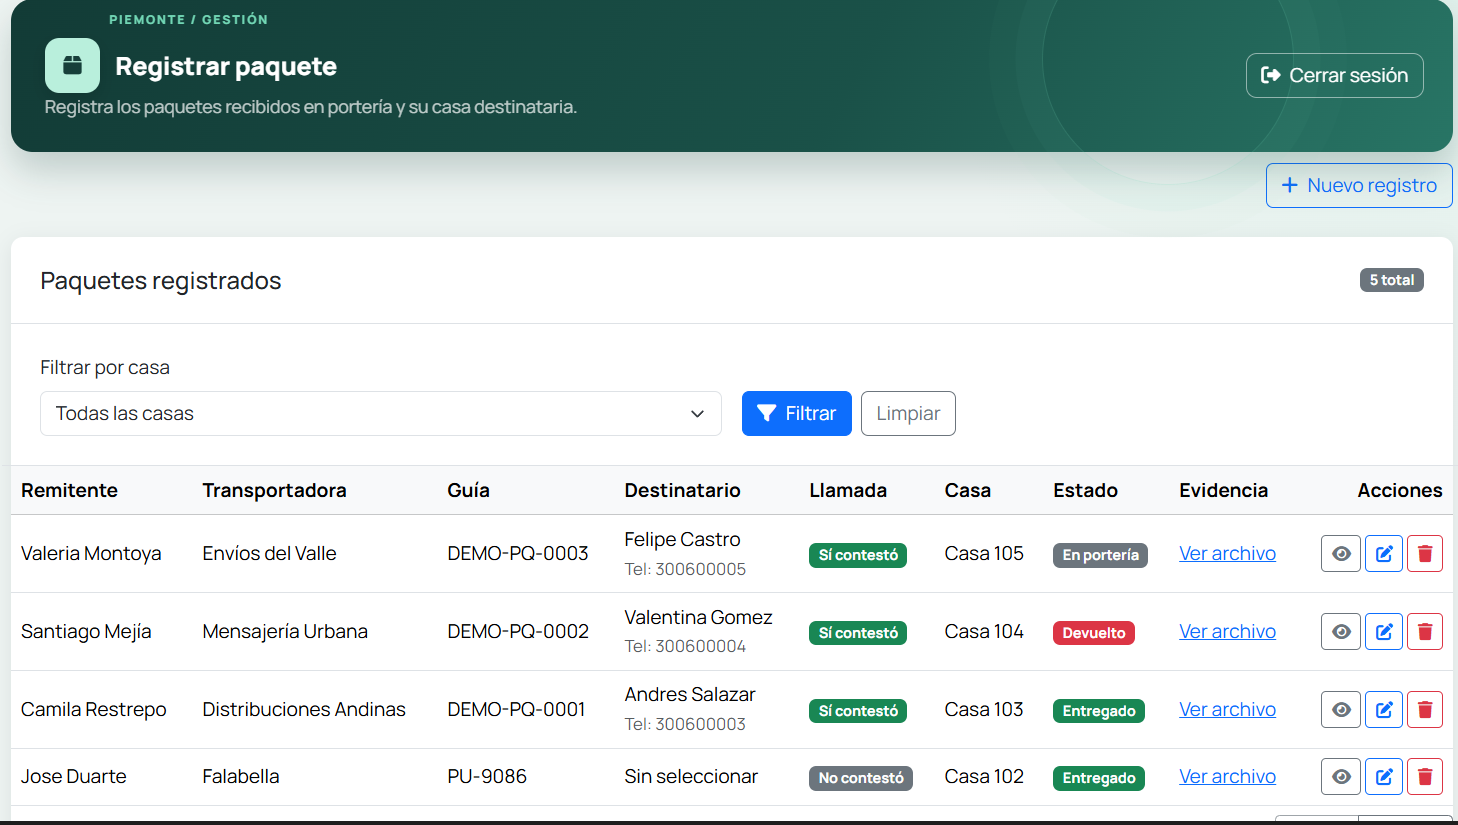 PIEMONTE / GESTIÓN
Registrar paquete
Registra los paquetes recibidos en portería y su casa destinataria.
Cerrar sesión
Nuevo registro
Paquetes registrados
5 total
Filtrar por casa
Todas las casas
Filtrar
Limpiar
Remitente Transportadora Guía Destinatario Llamada Casa Estado Evidencia Acciones
Valeria Montoya Envíos del Valle DEMO-PQ-0003 Felipe Castro Sí contestó Casa 105 En portería Ver archivo
Tel: 300600005
Santiago Mejía Mensajería Urbana DEMO-PQ-0002 Valentina Gomez Sí contestó Casa 104 Devuelto Ver archivo
Tel: 300600004
Camila Restrepo Distribuciones Andinas DEMO-PQ-0001 Andres Salazar Sí contestó Casa 103 Entregado Ver archivo
Tel: 300600003
Jose Duarte Falabella PU-9086 Sin seleccionar No contestó Casa 102 Entregado Ver archivo